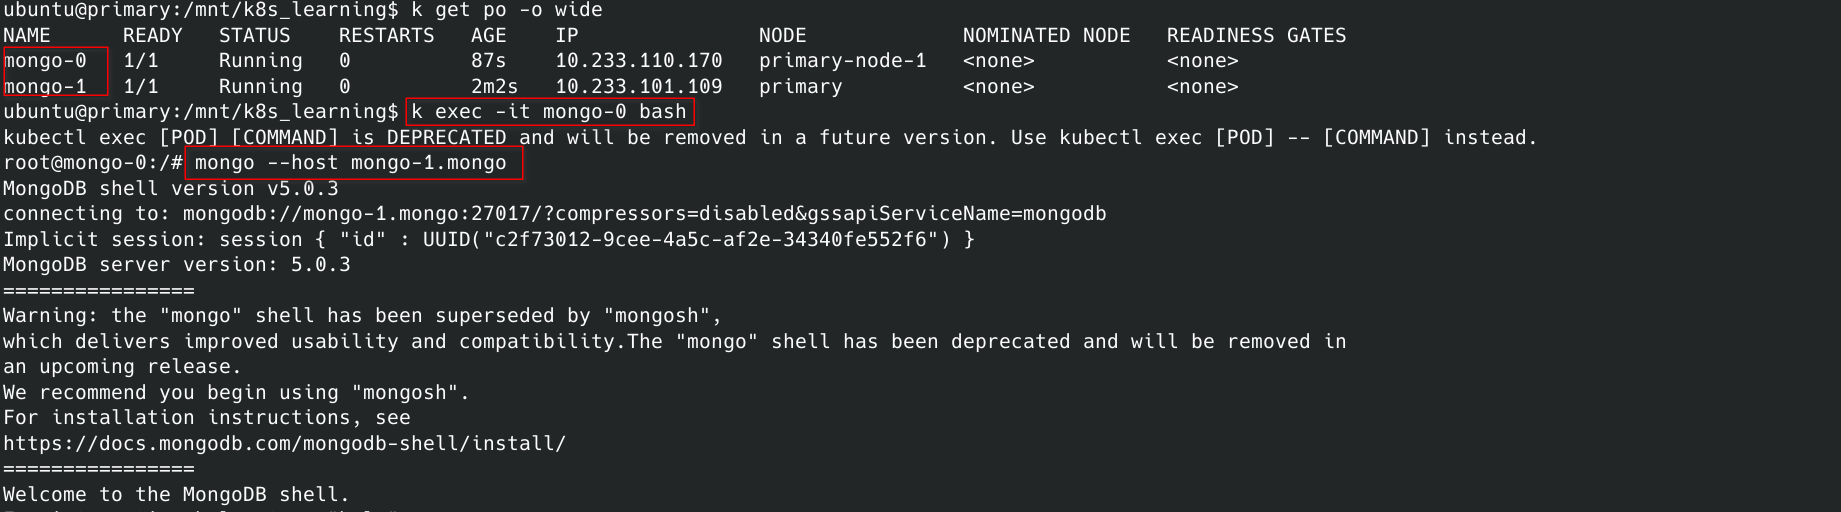 ubuntu@primary:/mnt/k8s_learning$ k get po -o wide
NAME      READY   STATUS    RESTARTS   AGE    IP               NODE             NOMINATED NODE   READINESS GATES
mongo-0   1/1     Running   0          87s    10.233.110.170   primary-node-1   <none>           <none>
mongo-1   1/1     Running   0          2m2s   10.233.101.109   primary          <none>           <none>
ubuntu@primary:/mnt/k8s_learning$ k exec -it mongo-0 bash
kubectl exec [POD] [COMMAND] is DEPRECATED and will be removed in a future version. Use kubectl exec [POD] -- [COMMAND] instead.
root@mongo-0:/# mongo --host mongo-1.mongo
MongoDB shell version v5.0.3
connecting to: mongodb://mongo-1.mongo:27017/?compressors=disabled&gssapiServiceName=mongodb
Implicit session: session { "id" : UUID("c2f73012-9cee-4a5c-af2e-34340fe552f6") }
MongoDB server version: 5.0.3
================
Warning: the "mongo" shell has been superseded by "mongosh",
which delivers improved usability and compatibility.The "mongo" shell has been deprecated and will be removed in
an upcoming release.
We recommend you begin using "mongosh".
For installation instructions, see
https://docs.mongodb.com/mongodb-shell/install/
================
Welcome to the MongoDB shell.